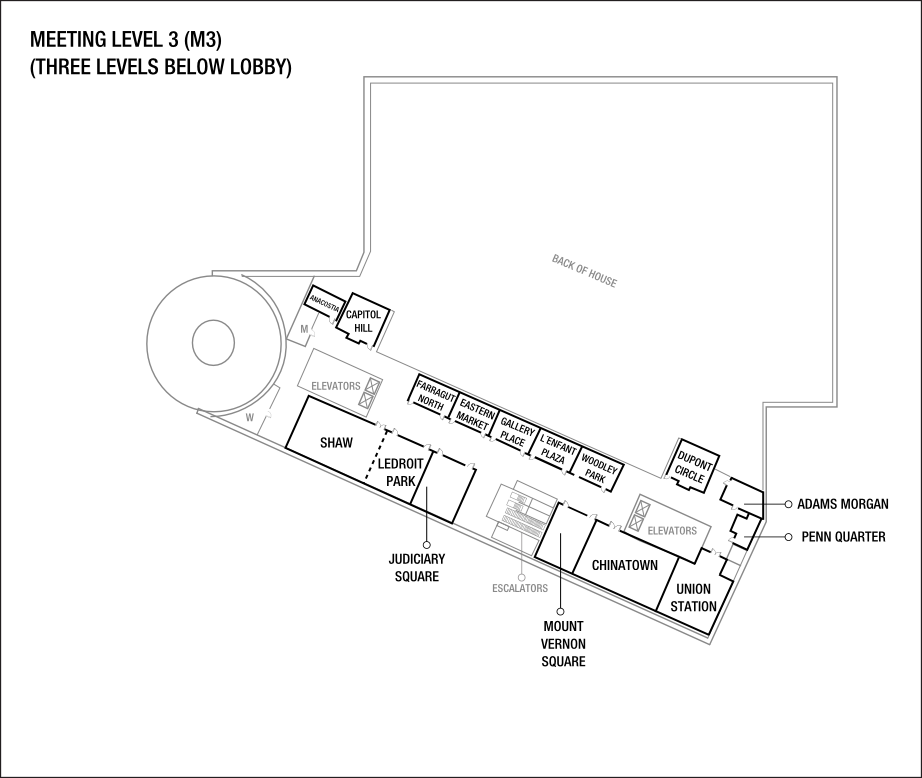 MEETING LEVEL 3 (M3)
(THREE LEVELS BELOW LOBBY)
BACK OF HOUSE
ANACOSTIA
CAPITOL
HILL
M
ELEVATORS
W
FARRAGUT
NORTH
EASTERN
MARKET
GALLERY
PLACE
L'ENFANT
PLAZA
WOODLEY
PARK
SHAW
LEDROIT
PARK
DUPONT
CIRCLE
ADAMS MORGAN
PENN QUARTER
ELEVATORS
JUDICIARY
SQUARE
ESCALATORS
CHINATOWN
UNION
STATION
MOUNT
VERNON
SQUARE